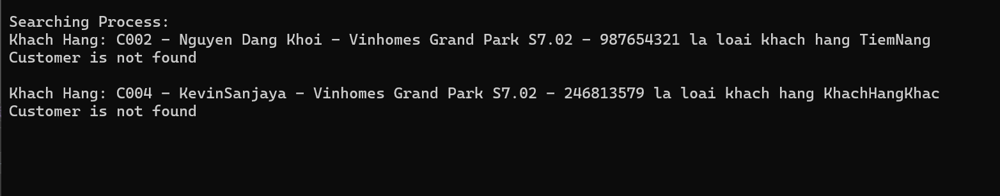 Searching Process:
Khach Hang: C002 - Nguyen Dang Khoi - Vinhomes Grand Park S7.02 - 987654321 la loai khach hang TiemNang
Customer is not found
Khach Hang: C004 - KevinSanjaya - Vinhomes Grand Park S7.02 - 246813579 la loai khach hang KhachHangKhac
Customer is not found